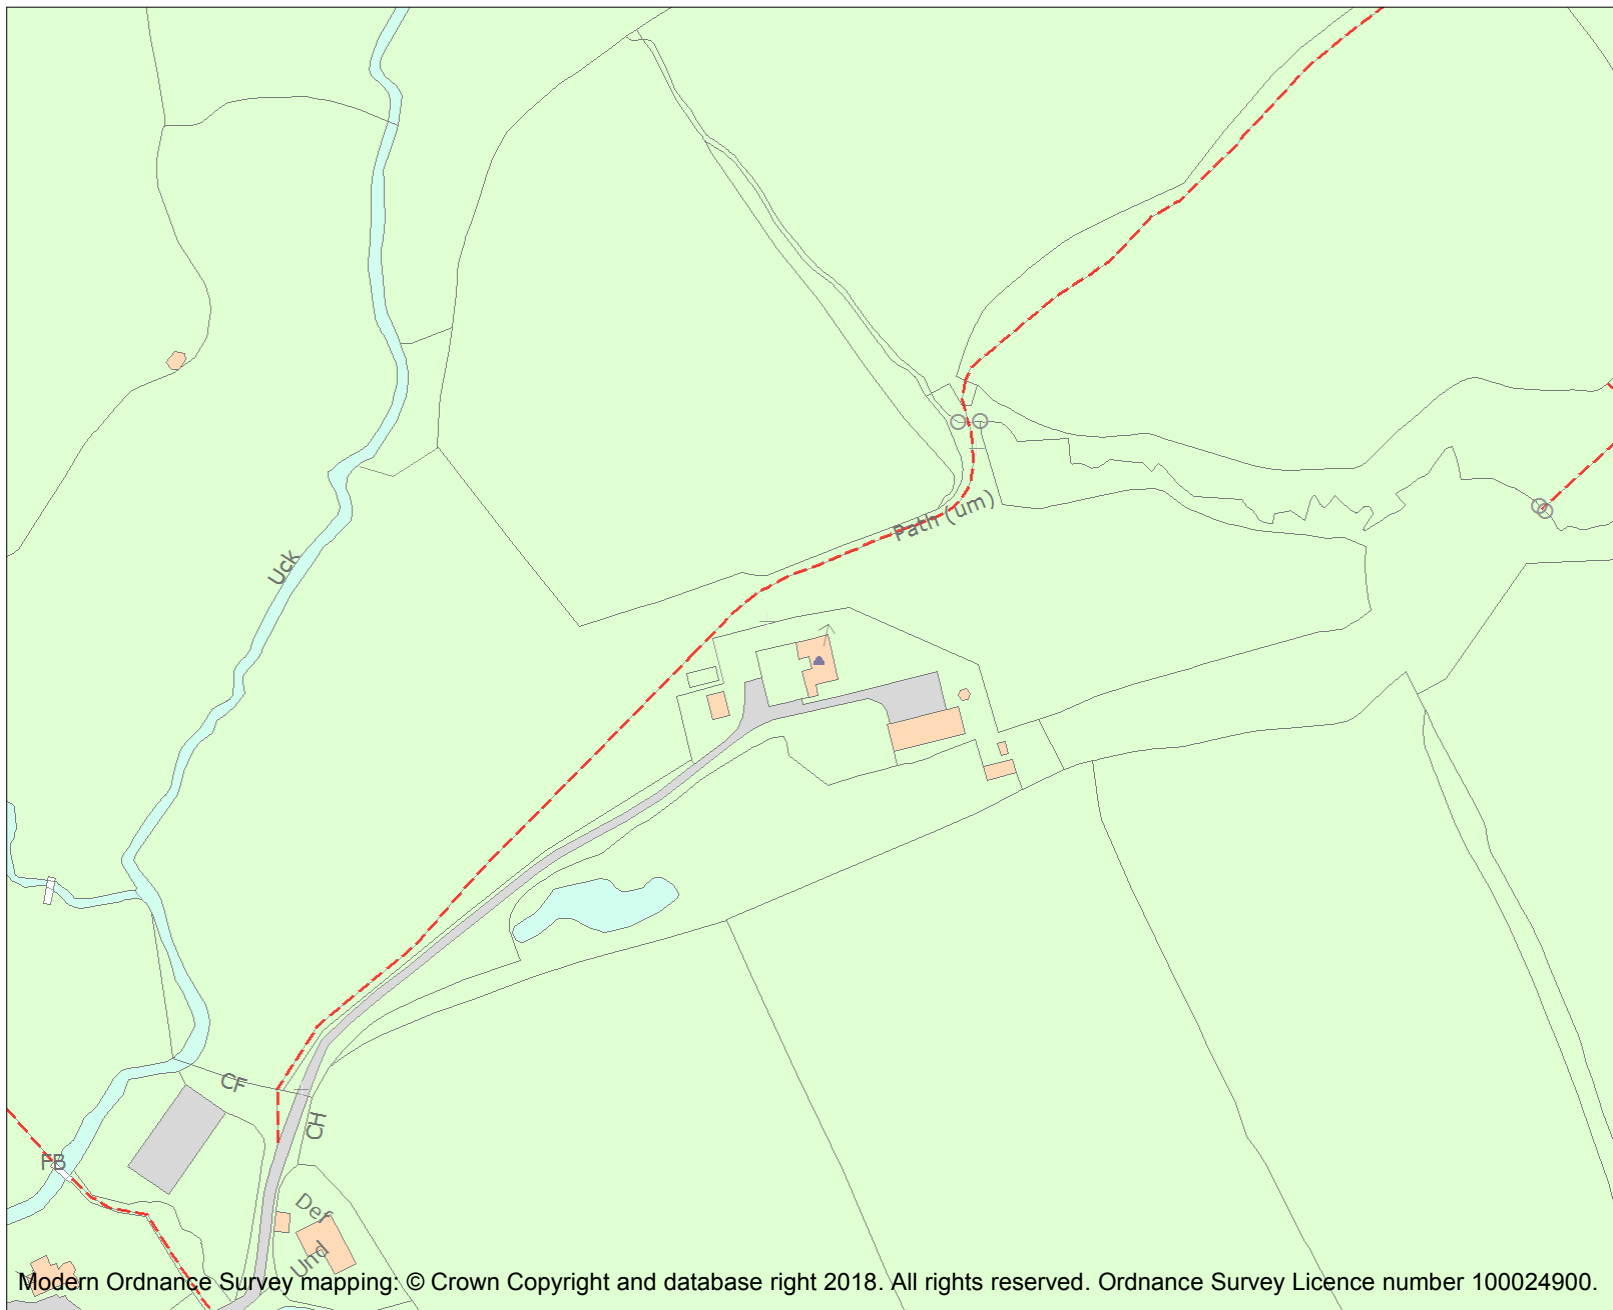 Path (um)
Uck
CF
CH
FB
Def
Und
Modern Ordnance Survey mapping: © Crown Copyright and database right 2018. All rights reserved. Ordnance Survey Licence number 100024900.